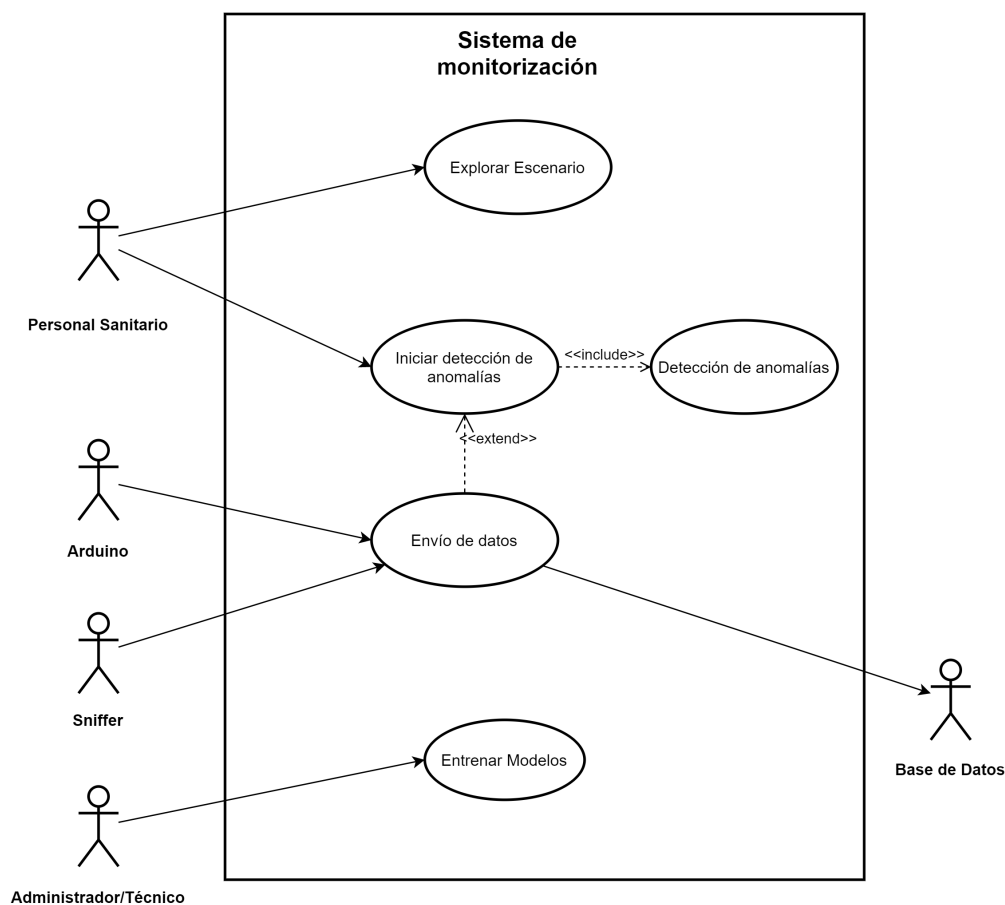 Sistema de
monitorización
Explorar Escenario
Personal Sanitario
Iniciar detección de
anomalías
<<include>>
Detección de anomalías
<<extend>>
Arduino
Envío de datos
Sniffer
Entrenar Modelos
Base de Datos
Administrador/Técnico